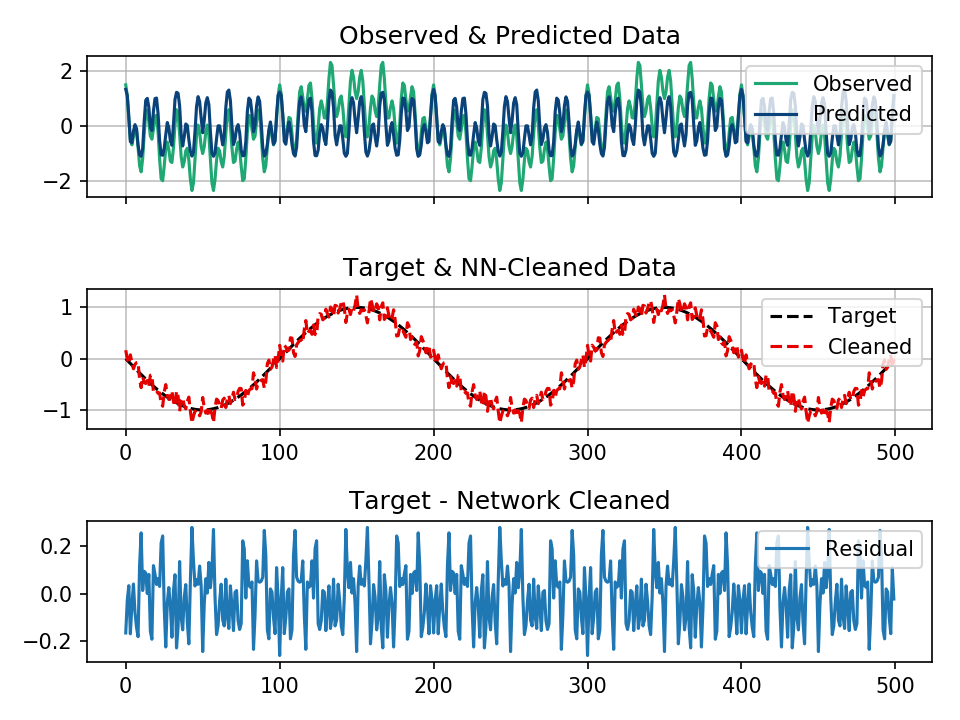 Observed & Predicted Data
2
0
−2
Observed
Predicted
Target & NN-Cleaned Data
1
0
−1
Target
Cleaned
0 100 200 300 400 500
Target - Network Cleaned
0.2
0.0
−0.2
Residual
0 100 200 300 400 500